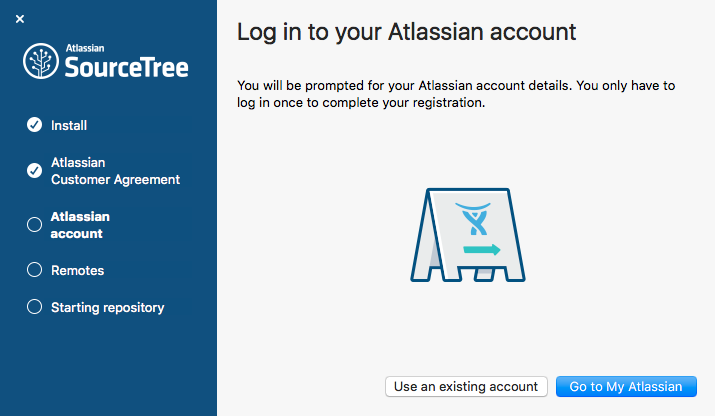 Atlassian
SourceTree
Install
Atlassian
Customer Agreement
Atlassian
account
Remotes
Starting repository
Log in to your Atlassian account
You will be prompted for your Atlassian account details. You only have to
log in once to complete your registration.
Use an existing account
Go to My Atlassian